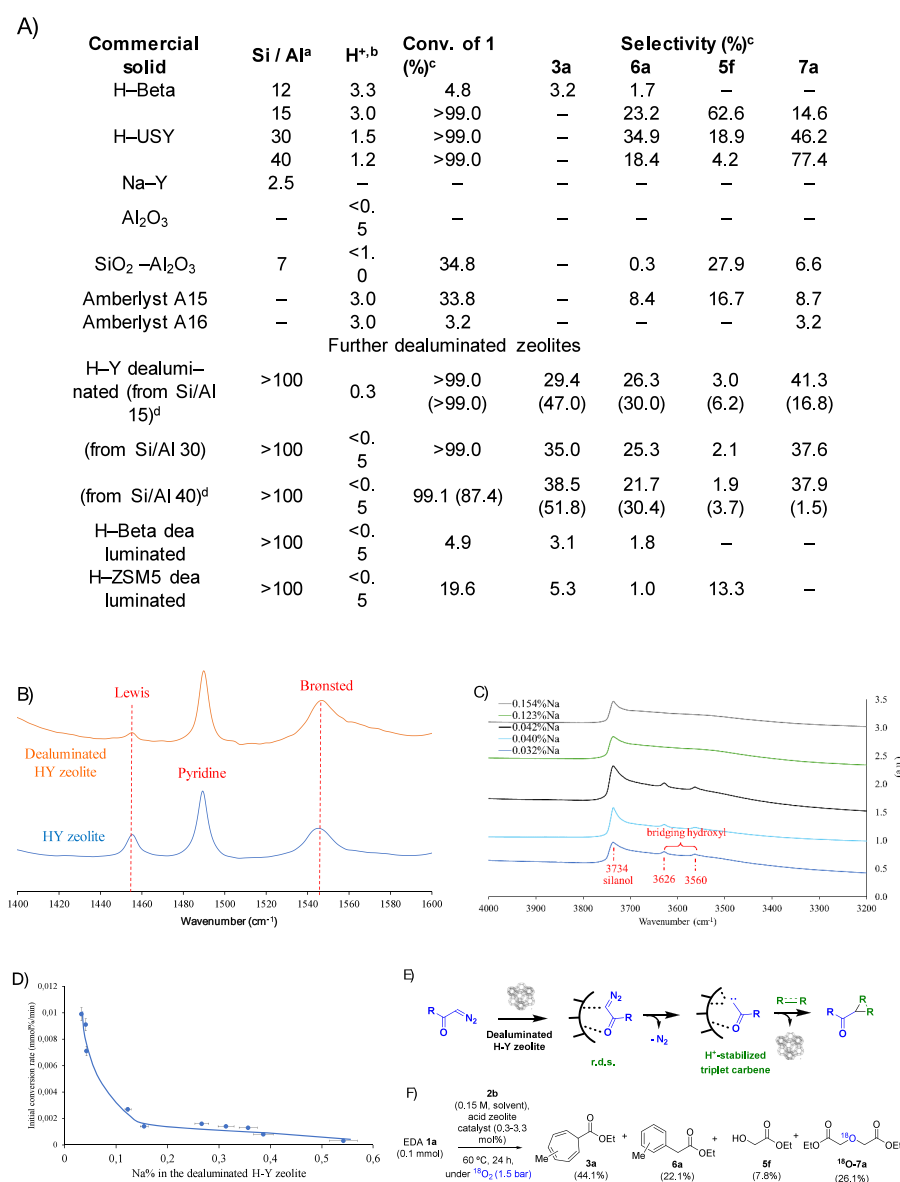 A)
Commercial solid Si / Alᵃ H⁺,ᵇ Conv. of 1 (%)ᶜ Selectivity (%)ᶜ
3a 6a 5f 7a
H–Beta 12 3.3 4.8 3.2 1.7 – –
15 3.0 >99.0 – 23.2 62.6 14.6
H–USY 30 1.5 >99.0 – 34.9 18.9 46.2
40 1.2 >99.0 – 18.4 4.2 77.4
Na–Y 2.5 – – – – – –
Al₂O₃ – <0.5 – – – – –
SiO₂ –Al₂O₃ 7 <1.0 34.8 – 0.3 27.9 6.6
Amberlyst A15 – 3.0 33.8 8.4 16.7 8.7
Amberlyst A16 – 3.0 3.2 – – – 3.2
Further dealuminated zeolites
H–Y dealumi–nated (from Si/Al 15)ᵈ >100 0.3 >99.0 (>99.0) 29.4 (47.0) 26.3 (30.0) 3.0 (6.2) 41.3 (16.8)
(from Si/Al 30) >100 <0.5 >99.0 35.0 25.3 2.1 37.6
(from Si/Al 40)ᵈ >100 <0.5 99.1 (87.4) 38.5 (51.8) 21.7 (30.4) 1.9 (3.7) 37.9 (1.5)
H–Beta dea luminated >100 <0.5 4.9 3.1 1.8 – –
H–ZSM5 dea luminated >100 <0.5 19.6 5.3 1.0 13.3 –
B)
Lewis
Brønsted
Dealuminated
HY zeolite
Pyridine
HY zeolite
1400 1420 1440 1460 1480 1500 1520 1540 1560 1580 1600
Wavenumber (cm⁻¹)
C)
0.154%Na
0.123%Na
0.042%Na
0.040%Na
0.032%Na
3.5
3.0
2.5
2.0
1.5
1.0
0.5
0.0
bridging hydroxyl
3734
silanol
3626
3560
4000 3900 3800 3700 3600 3500 3400 3300 3200
Wavenumber cm⁻¹
D)
Initial conversion rate (mmol%/min)
0,012
0,01
0,008
0,006
0,004
0,002
0
0 0,1 0,2 0,3 0,4 0,5 0,6
Na% in the dealuminated H-Y zeolite
E)
R O N₂
Dealuminated
H-Y zeolite
N₂ R O
r.d.s.
- N₂
R O
H⁺-stabilized
triplet carbene
R R
R O R R
F)
EDA 1a
(0.1 mmol)
2b
(0.15 M, solvent),
acid zeolite
catalyst (0.3-3.3
mol%)
60 ºC, 24 h,
under ¹⁸O₂ (1.5 bar)
Me O OEt
3a
(44.1%)
+
Me O OEt
6a
(22.1%)
+
HO O OEt
5f
(7.8%)
+
EtO O ¹⁸O O OEt
¹⁸O-7a
(26.1%)